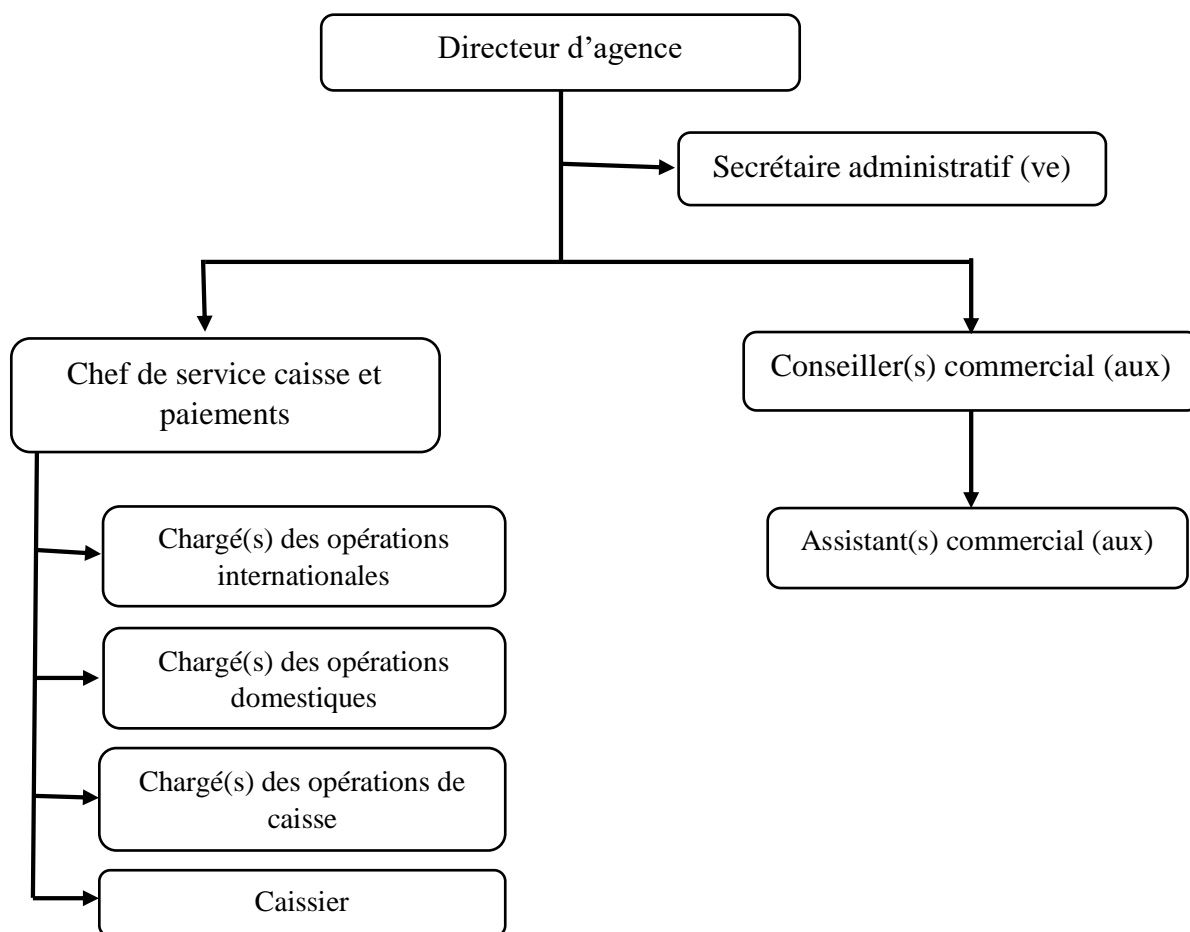 Directeur d’agence
Secrétaire administratif (ve)
Chef de service caisse et
paiements
Conseiller(s) commercial (aux)
Chargé(s) des opérations
internationales
Assistant(s) commercial (aux)
Chargé(s) des opérations
domestiques
Chargé(s) des opérations de
caisse
Caissier